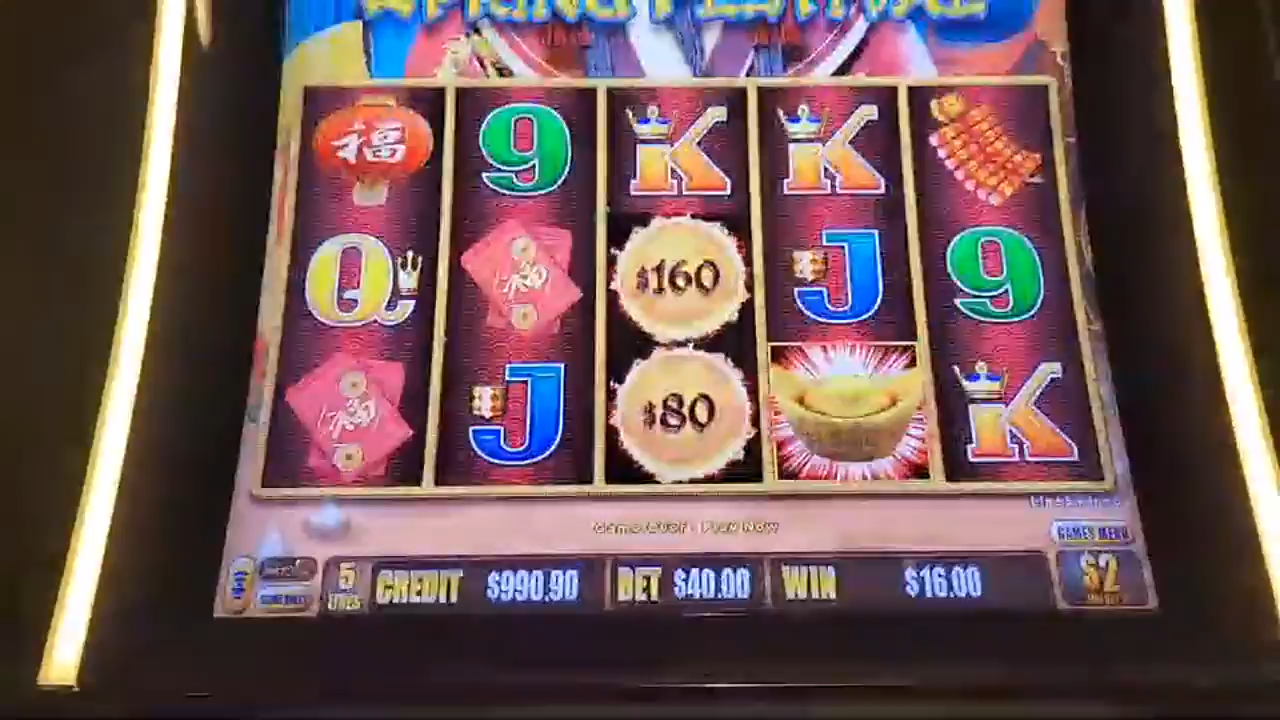 福 9 K K
Q $160 J 9
J $80 K
Game Over - Play Now
GAMES MENU
5 LINES CREDIT $990.90 BET $40.00 WIN $16.00 $2